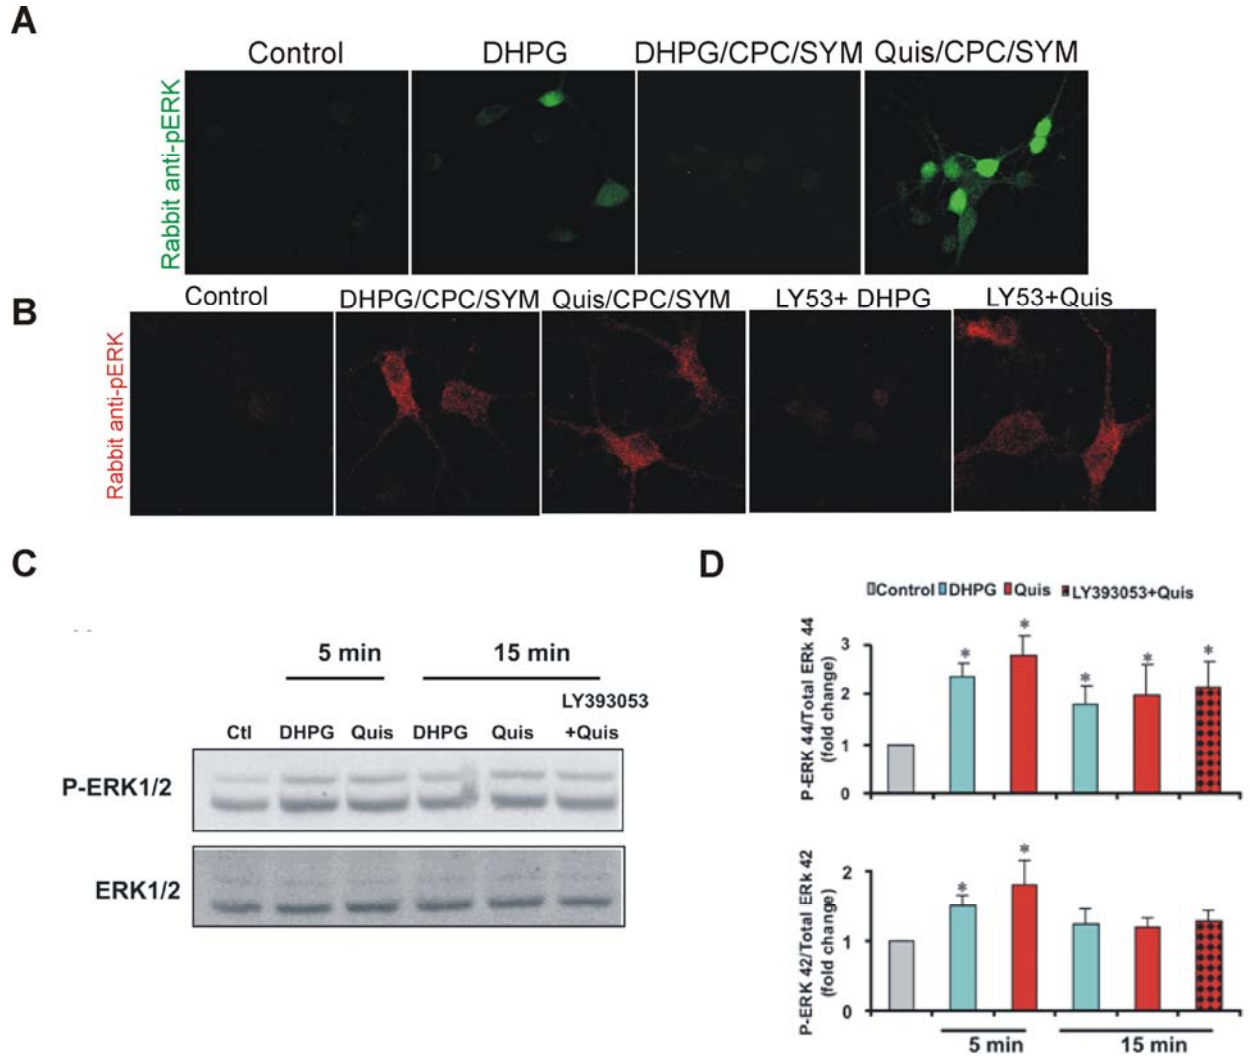 A
Control DHPG DHPG/CPC/SYM Quis/CPC/SYM
Rabbit anti-pERK
B
Control DHPG/CPC/SYM Quis/CPC/SYM LY53+ DHPG LY53+Quis
Rabbit anti-pERK
C
5 min 15 min
LY393053
Ctl DHPG Quis DHPG Quis +Quis
P-ERK1/2
ERK1/2
D
Control DHPG Quis LY393053+Quis
P-ERK 44/Total ERk 44
(fold change)
3
2
1
0
* * * * *
P-ERK 42/Total ERk 42
(fold change)
2
1
0
* *
5 min 15 min